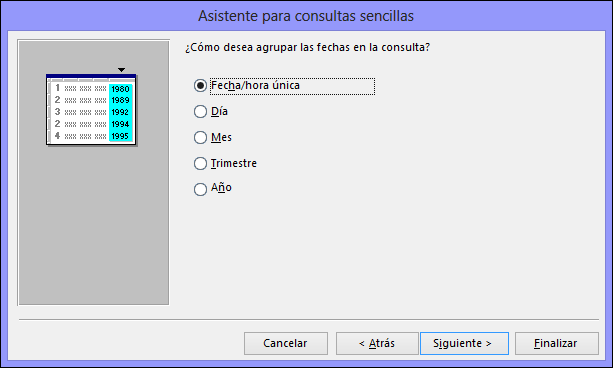 Asistente para consultas sencillas
¿Cómo desea agrupar las fechas en la consulta?
1 xx xxx xxx 1980
2 xxx xxx xxx 1989
3 xxx xxx xxx 1992
2 xxx xxx xxx 1994
4 xxx xxx xxx 1995
Fecha/hora única
Día
Mes
Trimestre
Año
Cancelar
< Atrás
Siguiente >
Finalizar